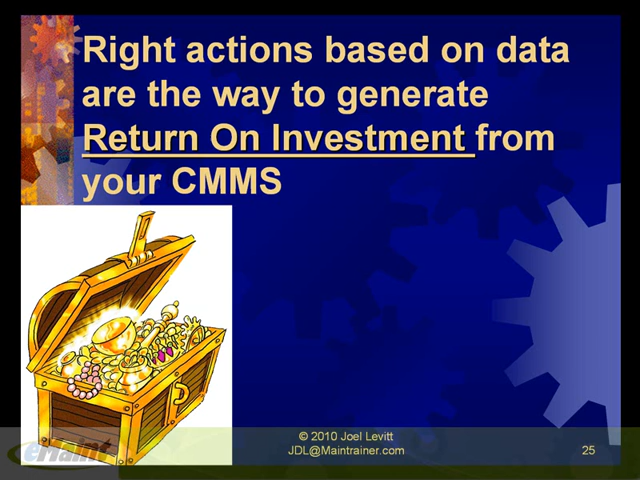 Right actions based on data
are the way to generate
Return On Investment from
your CMMS
eMaint
© 2010 Joel Levitt
JDL@Maintrainer.com
25